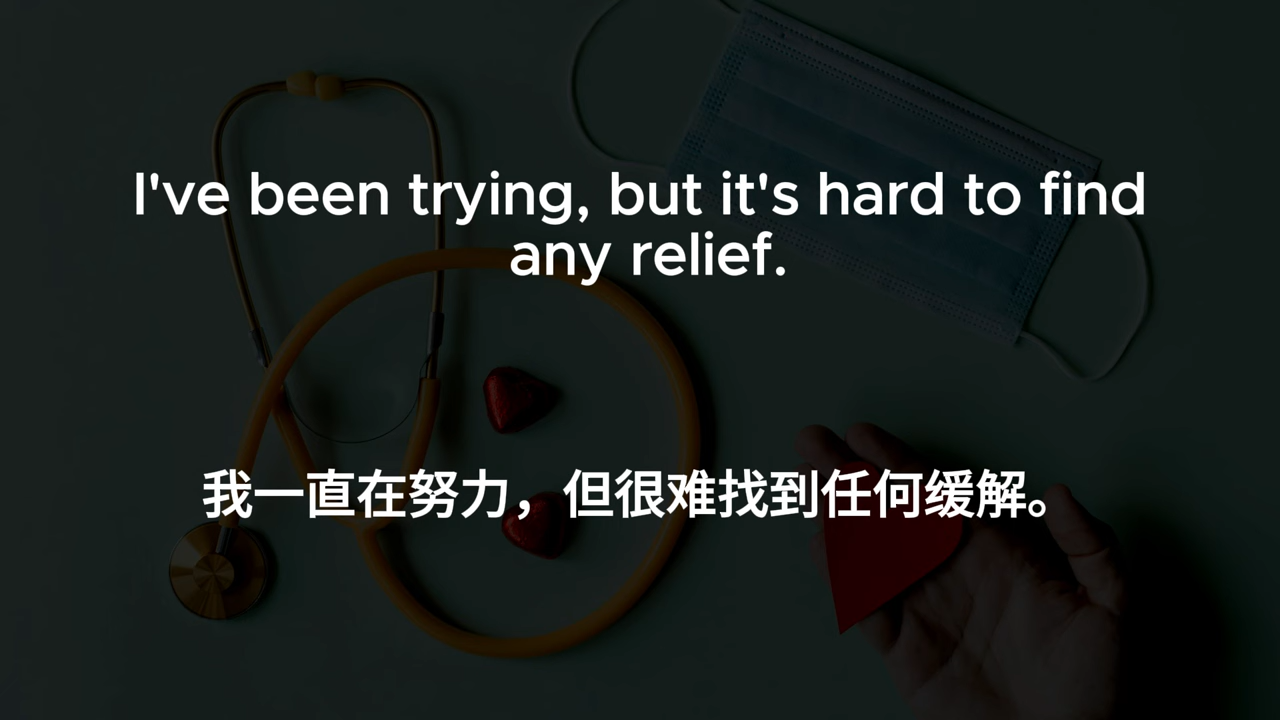 I've been trying, but it's hard to find
any relief.
我一直在努力，但很难找到任何缓解。